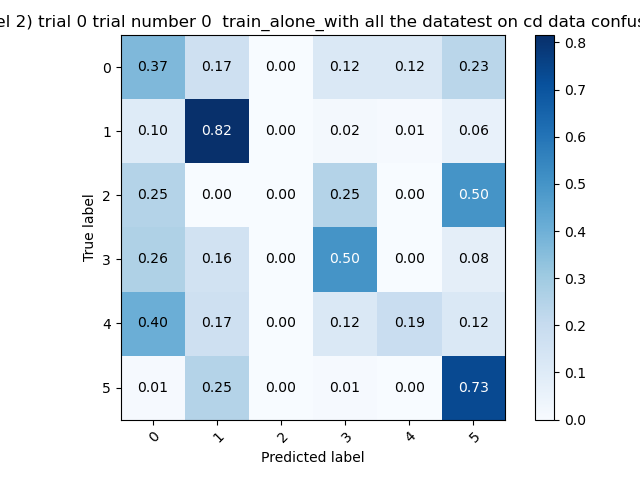 el 2) trial 0 trial number 0 train_alone_with all the datatest on cd data confus
0 0.37 0.17 0.00 0.12 0.12 0.23
1 0.10 0.82 0.00 0.02 0.01 0.06
2 0.25 0.00 0.00 0.25 0.00 0.50
3 0.26 0.16 0.00 0.50 0.00 0.08
4 0.40 0.17 0.00 0.12 0.19 0.12
5 0.01 0.25 0.00 0.01 0.00 0.73
0 1 2 3 4 5
True label
Predicted label
0.8
0.7
0.6
0.5
0.4
0.3
0.2
0.1
0.0